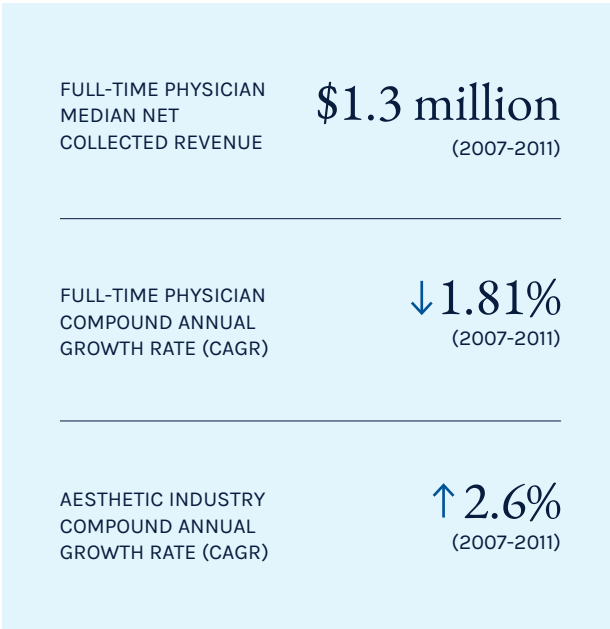 FULL-TIME PHYSICIAN
MEDIAN NET
COLLECTED REVENUE
$1.3 million
(2007-2011)
FULL-TIME PHYSICIAN
COMPOUND ANNUAL
GROWTH RATE (CAGR)
↓1.81%
(2007-2011)
AESTHETIC INDUSTRY
COMPOUND ANNUAL
GROWTH RATE (CAGR)
↑2.6%
(2007-2011)